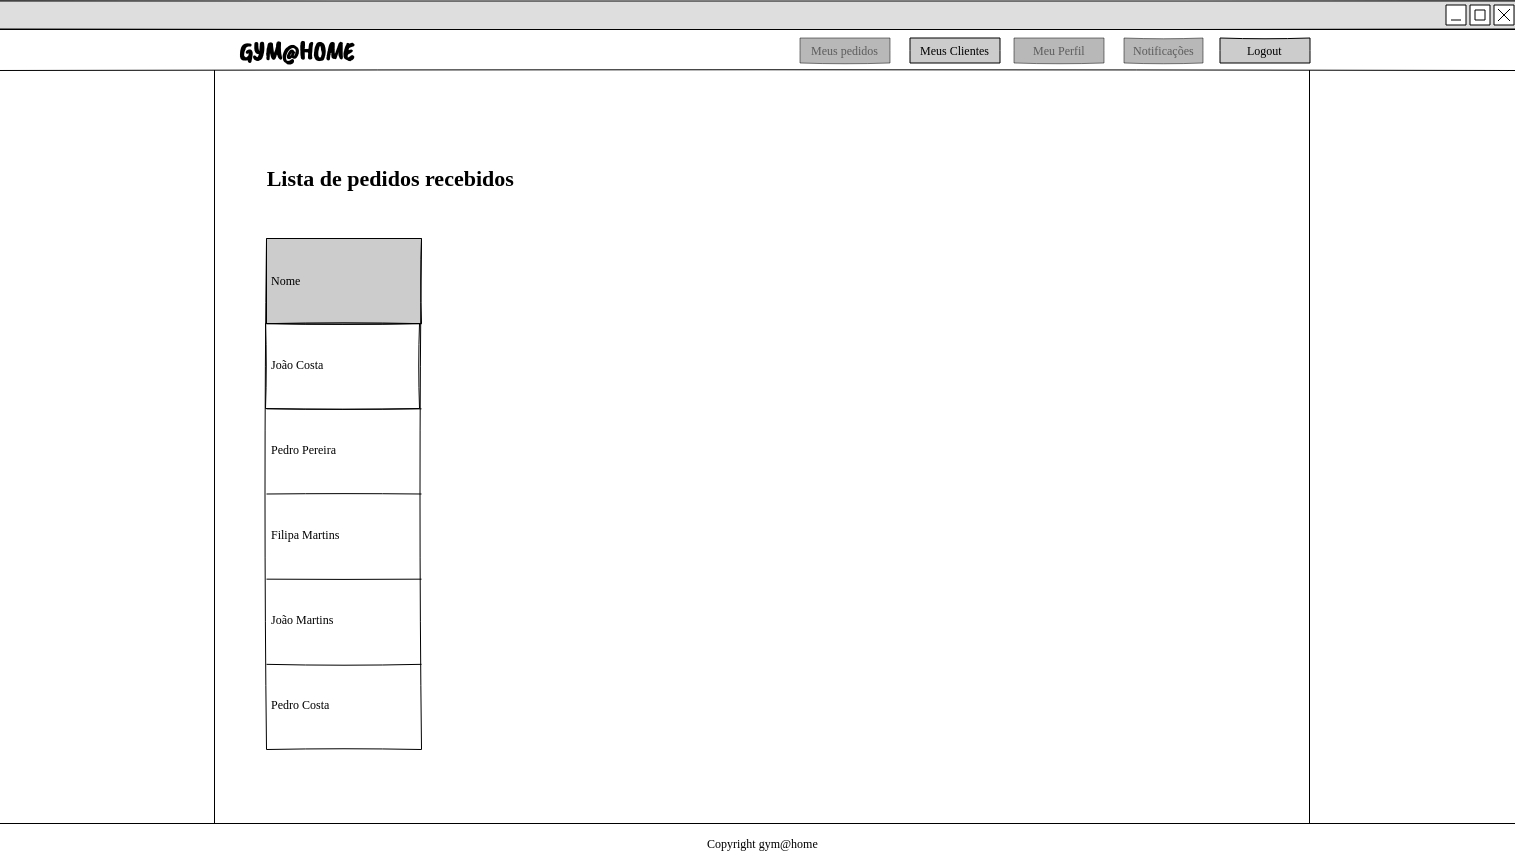 GYM@HOME
Meus pedidos
Meus Clientes
Meu Perfil
Notificações
Logout
Lista de pedidos recebidos
Nome
João Costa
Pedro Pereira
Filipa Martins
João Martins
Pedro Costa
Copyright gym@home